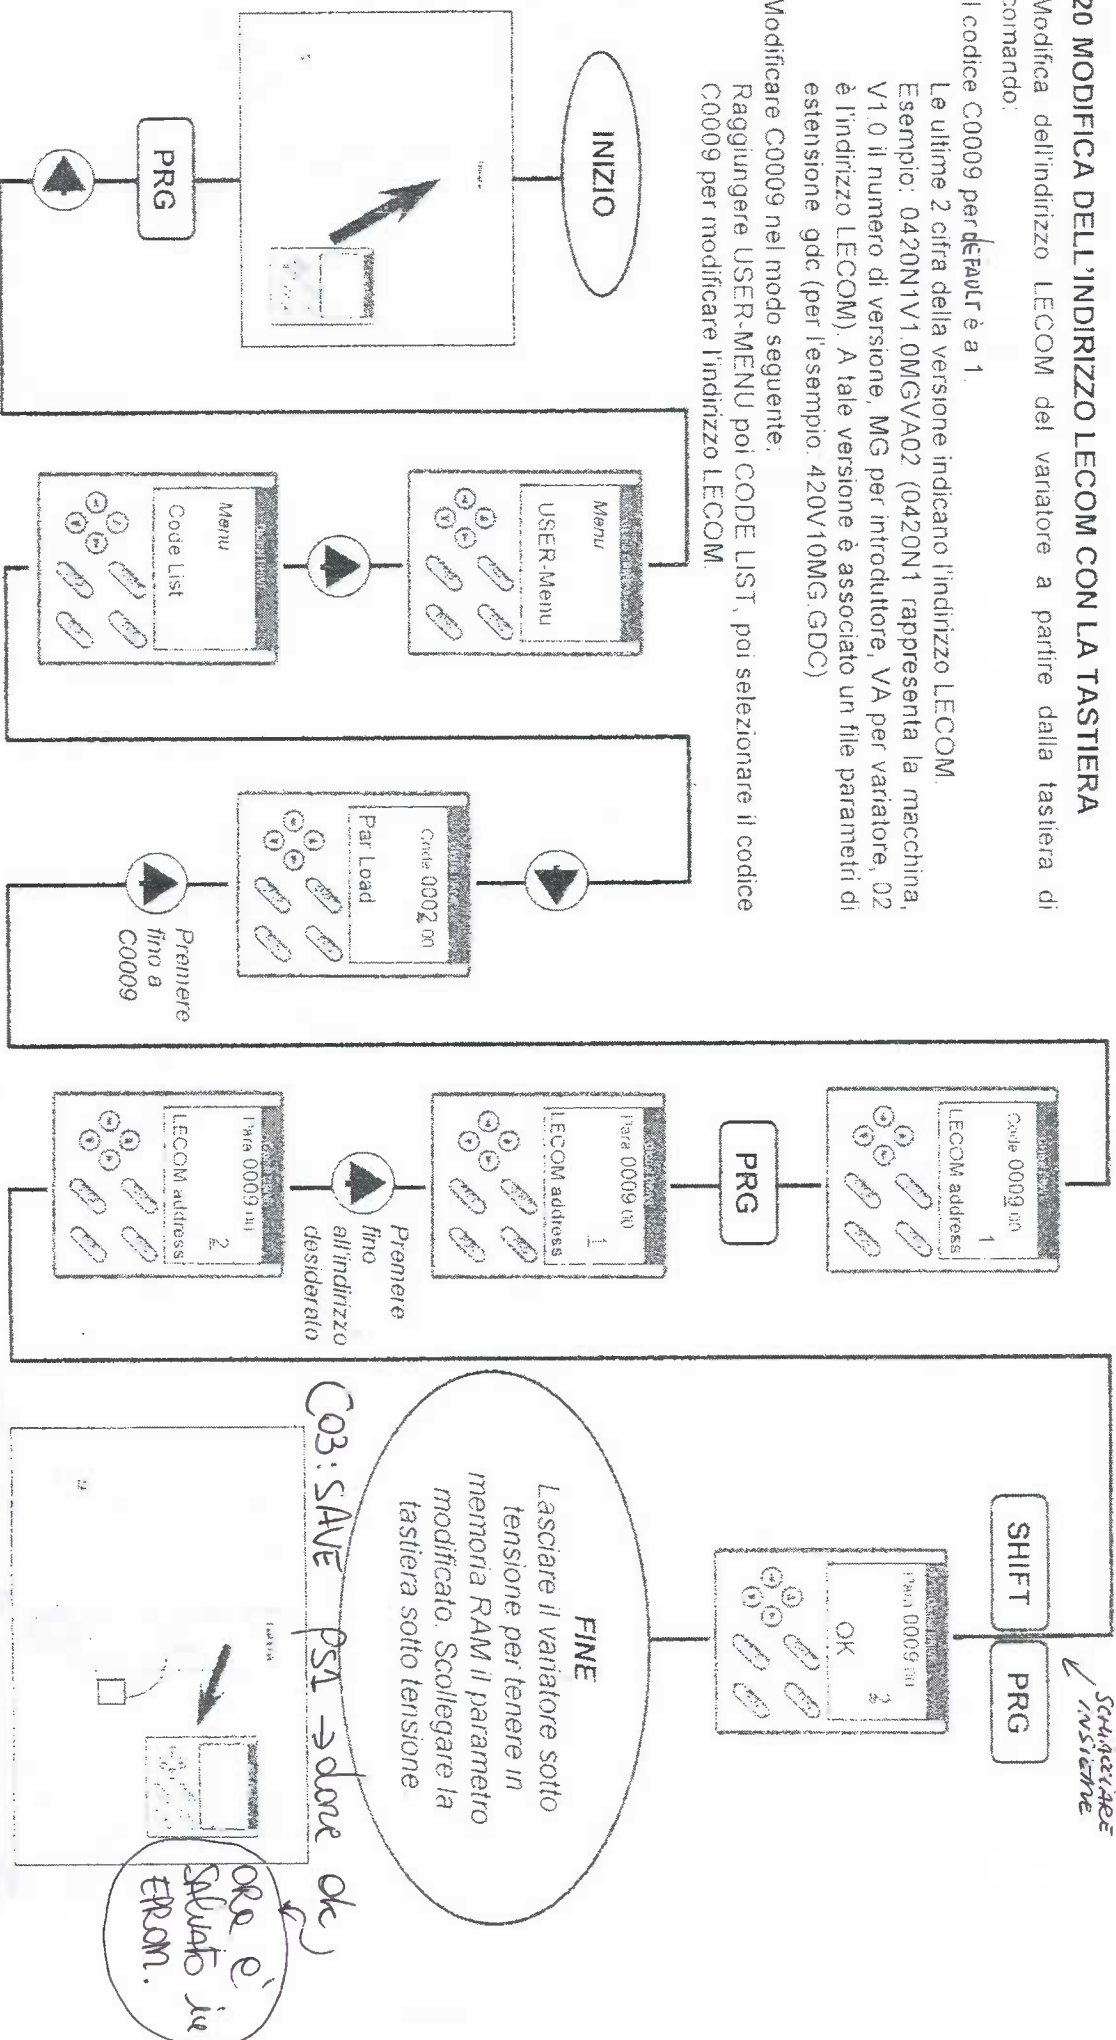 20 MODIFICA DELL'INDIRIZZO LECOM CON LA TASTIERA
Modifica dell'indirizzo LECOM del variatore a partire dalla tastiera di
comando:
l codice C0009 per dEFAULT è a 1.
Le ultime 2 cifra della versione indicano l'indirizzo LECOM.
Esempio: 0420N1V1.0MGVA02 (0420N1 rappresenta la macchina,
V1.0 il numero di versione, MG per introduttore, VA per variatore, 02
è l'indirizzo LECOM). A tale versione è associato un file parametri di
estensione gdc (per l'esempio: 420V10MG.GDC)
Modificare C0009 nel modo seguente:
Raggiungere USER-MENU poi CODE LIST, poi selezionare il codice
C0009 per modificare l'indirizzo LECOM.
INIZIO
PRG
Menu
USER-Menu
Menu
Code List
Code 0002 00
Par Load
Premere
fino a
C0009
Code 0009 00
1
LECOM address
PRG
Para 0009 00
1
LECOM address
Premere
fino
all'indirizzo
desiderato
Para 0009 00
2
LECOM address
SHIFT
PRG
SCHIACCIARE
INSIEME
Para 0009 00
2
OK
FINE
Lasciare il variatore sotto
tensione per tenere in
memoria RAM il parametro
modificato. Scollegare la
tastiera sotto tensione
C03: SAVE PS1 → dare ok
ORA E'
SALVATO in
EPROM.